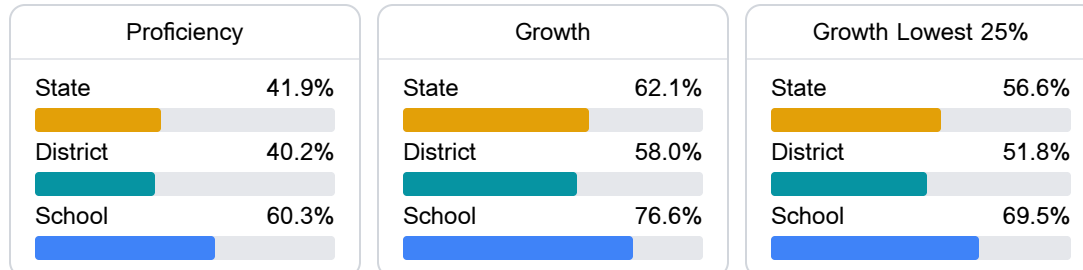 Proficiency
State 41.9%
District 40.2%
School 60.3%
Growth
State 62.1%
District 58.0%
School 76.6%
Growth Lowest 25%
State 56.6%
District 51.8%
School 69.5%